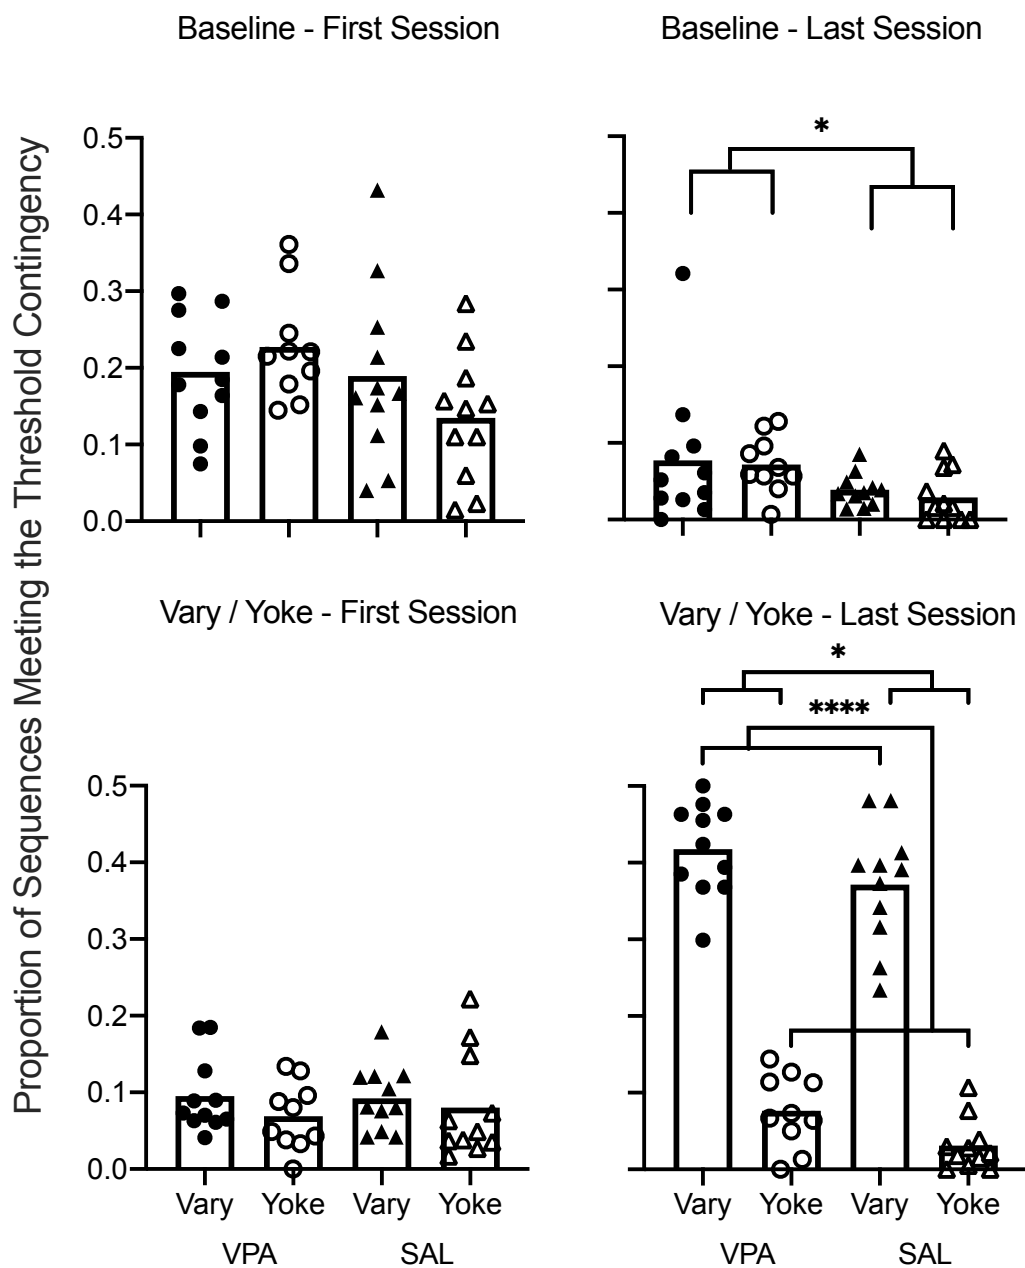 Baseline - First Session
Baseline - Last Session
Proportion of Sequences Meeting the Threshold Contingency
0.5
0.4
0.3
0.2
0.1
0.0
*
Vary / Yoke - First Session
Vary / Yoke - Last Session
*
****
0.5
0.4
0.3
0.2
0.1
0.0
Vary Yoke Vary Yoke
VPA SAL
Vary Yoke Vary Yoke
VPA SAL